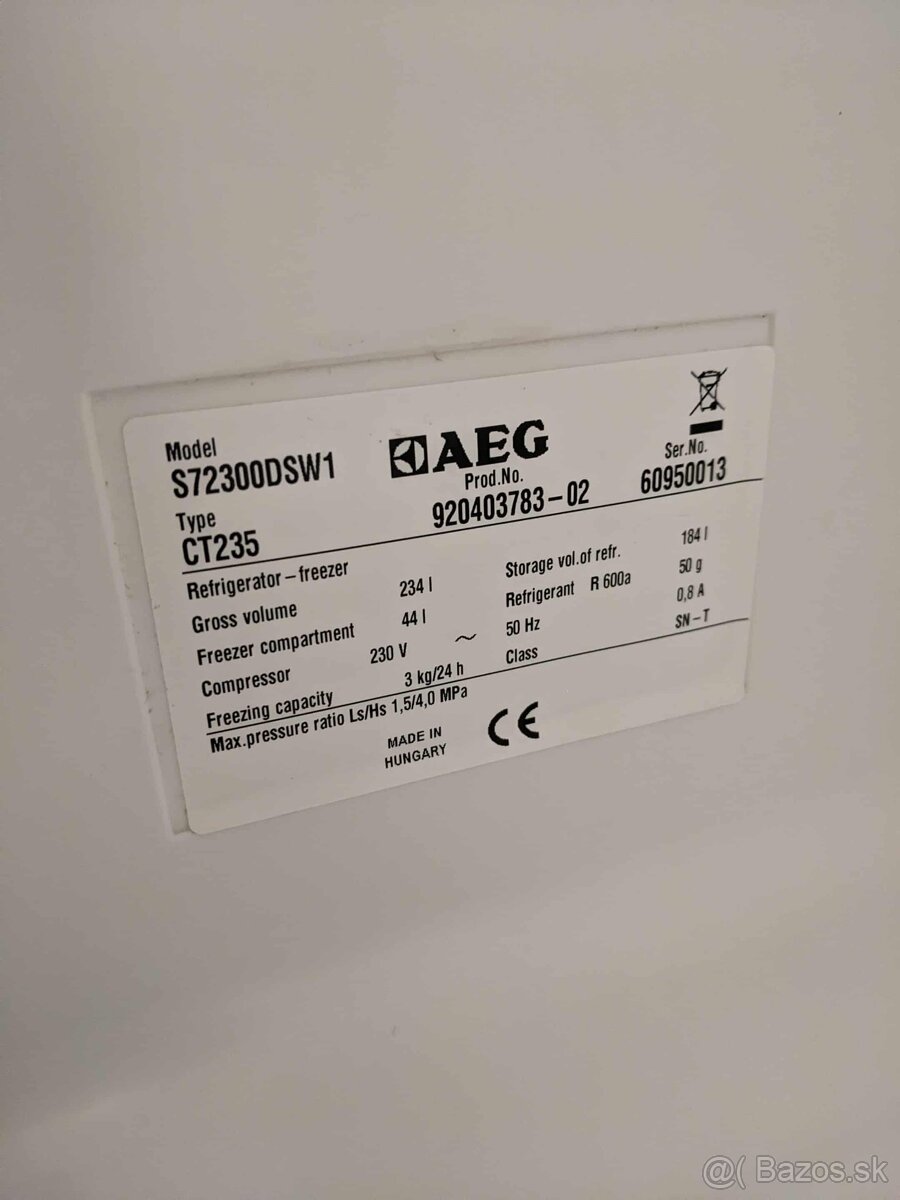 Model
S72300DSW1
AEG
Prod.No.
920403783-02
Ser.No.
60950013
Type
CT235
Refrigerator-freezer
Gross volume 234 l
Storage vol.of refr. 184 l
Freezer compartment 44 l
Refrigerant R 600a 50 g
Compressor 230 V ~ 50 Hz 0,8 A
Freezing capacity 3 kg/24 h
Class SN-T
Max.pressure ratio Ls/Hs 1,5/4,0 MPa
MADE IN
HUNGARY
CE
@( Bazos.sk